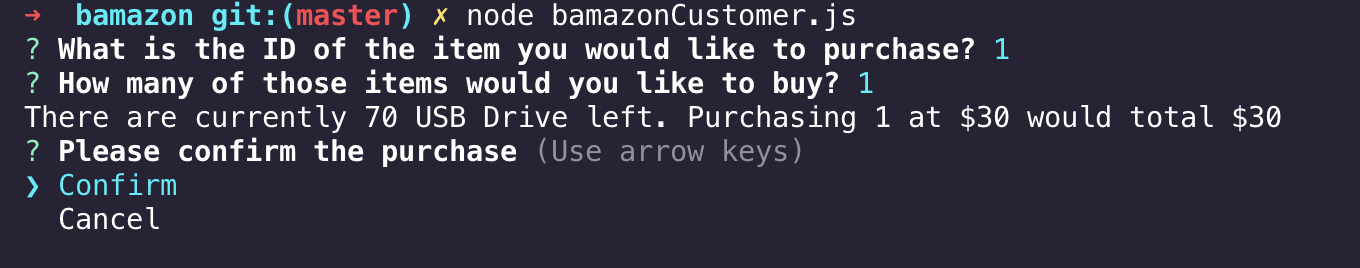 ➜  bamazon git:(master) ✗ node bamazonCustomer.js
? What is the ID of the item you would like to purchase? 1
? How many of those items would you like to buy? 1
There are currently 70 USB Drive left. Purchasing 1 at $30 would total $30
? Please confirm the purchase (Use arrow keys)
❯ Confirm
  Cancel